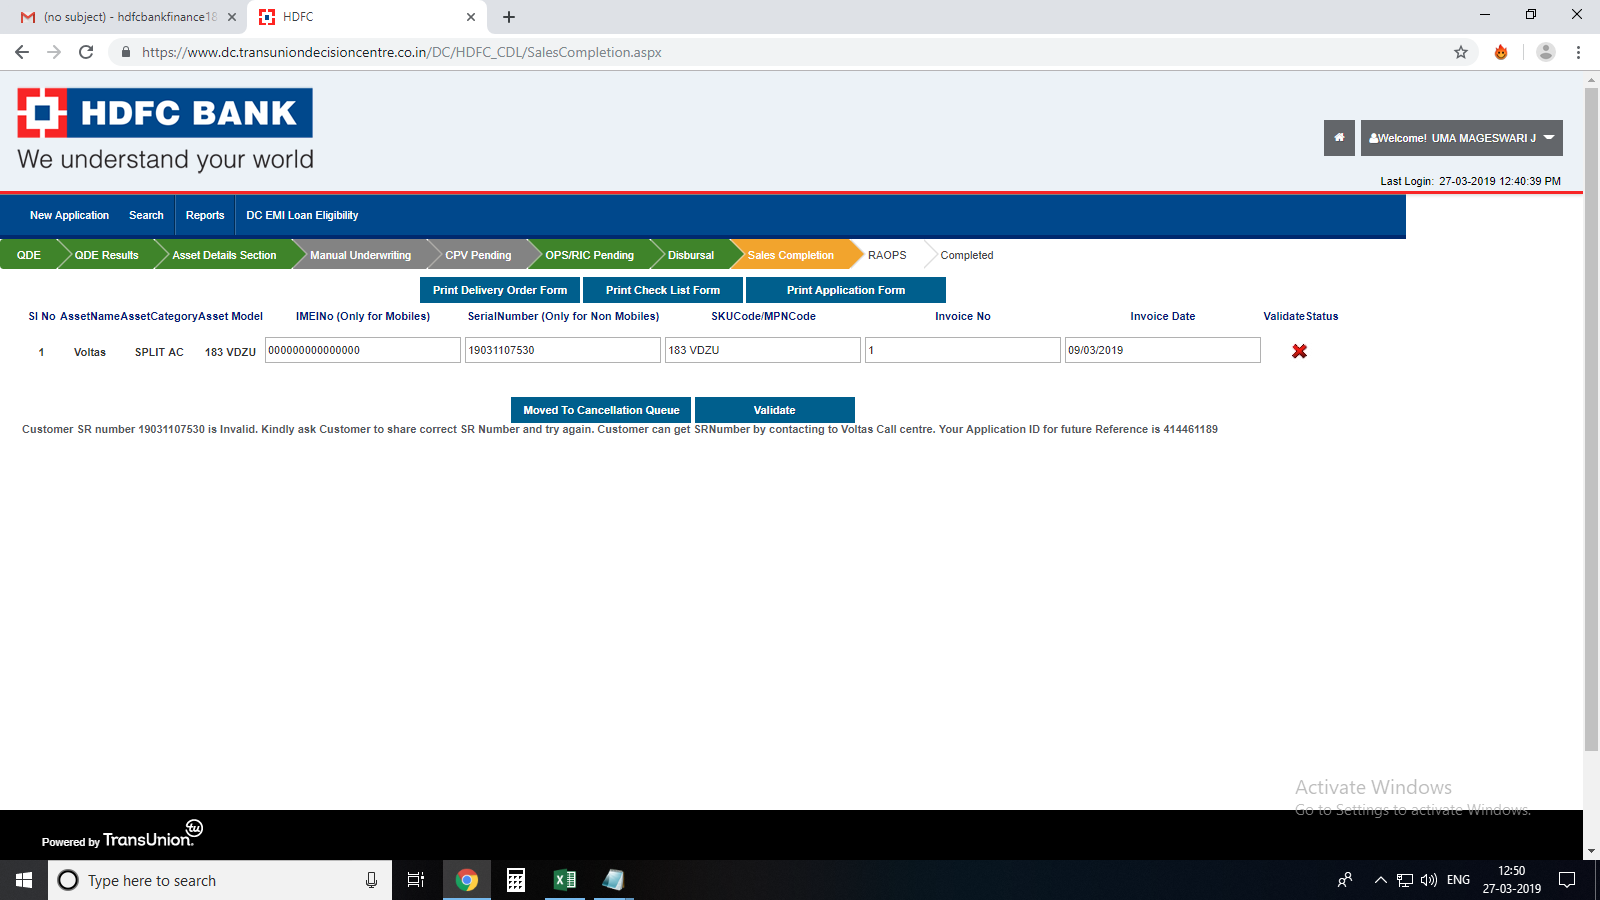 (no subject) - hdfcbankfinance18
HDFC
https://www.dc.transuniondecisioncentre.co.in/DC/HDFC_CDL/SalesCompletion.aspx
HDFC BANK
We understand your world
Welcome! UMA MAGESWARI J
Last Login: 27-03-2019 12:40:39 PM
New Application Search Reports DC EMI Loan Eligibility
QDE QDE Results Asset Details Section Manual Underwriting CPV Pending OPS/RIC Pending Disbursal Sales Completion RAOPS Completed
Print Delivery Order Form Print Check List Form Print Application Form
SI No AssetName AssetCategory Asset Model IMEINo (Only for Mobiles) SerialNumber (Only for Non Mobiles) SKUCode/MPNCode Invoice No Invoice Date ValidateStatus
1 Voltas SPLIT AC 183 VDZU 000000000000000 19031107530 183 VDZU 1 09/03/2019
Moved To Cancellation Queue Validate
Customer SR number 19031107530 is Invalid. Kindly ask Customer to share correct SR Number and try again. Customer can get SRNumber by contacting to Voltas Call centre. Your Application ID for future Reference is 414461189
Activate Windows
Go to Settings to activate Windows.
Powered by TransUnion. tu
Type here to search
ENG
12:50
27-03-2019